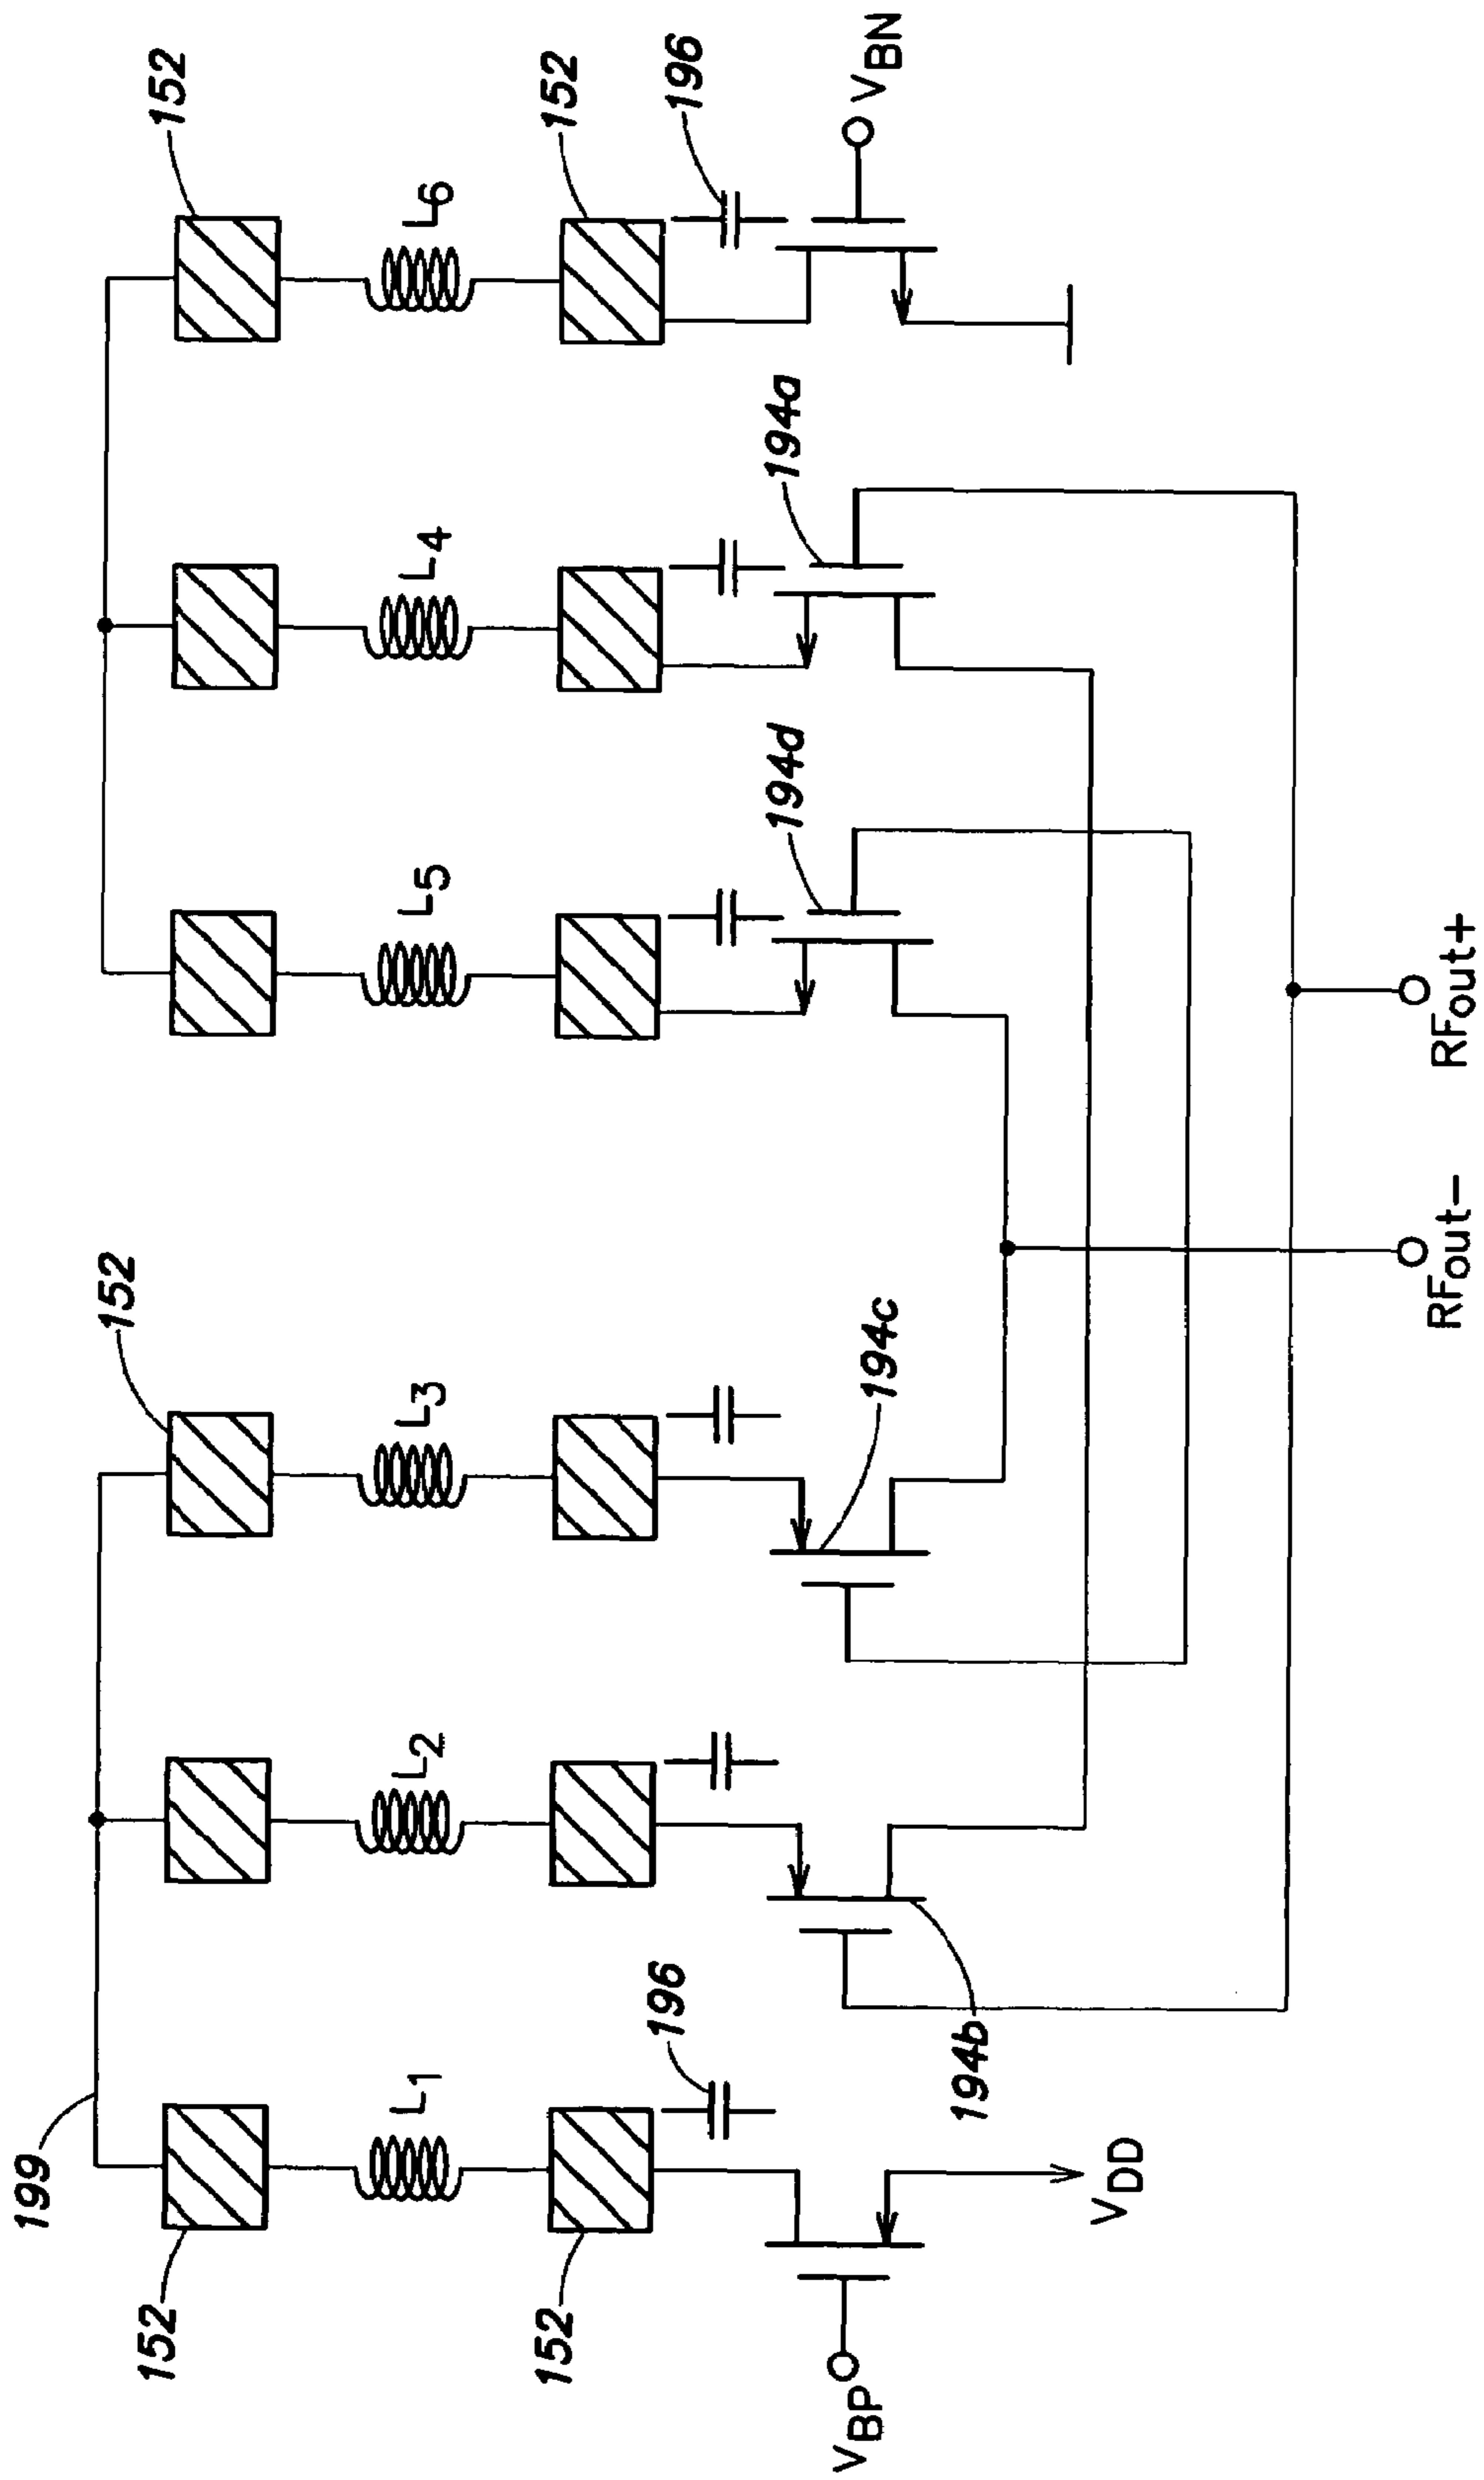 199
152
152
152
L1
L2
L3
L5
L4
L6
152
152
196
196
194b
194c
194d
194a
VBP
VDD
VBN
RFout–
RFout+